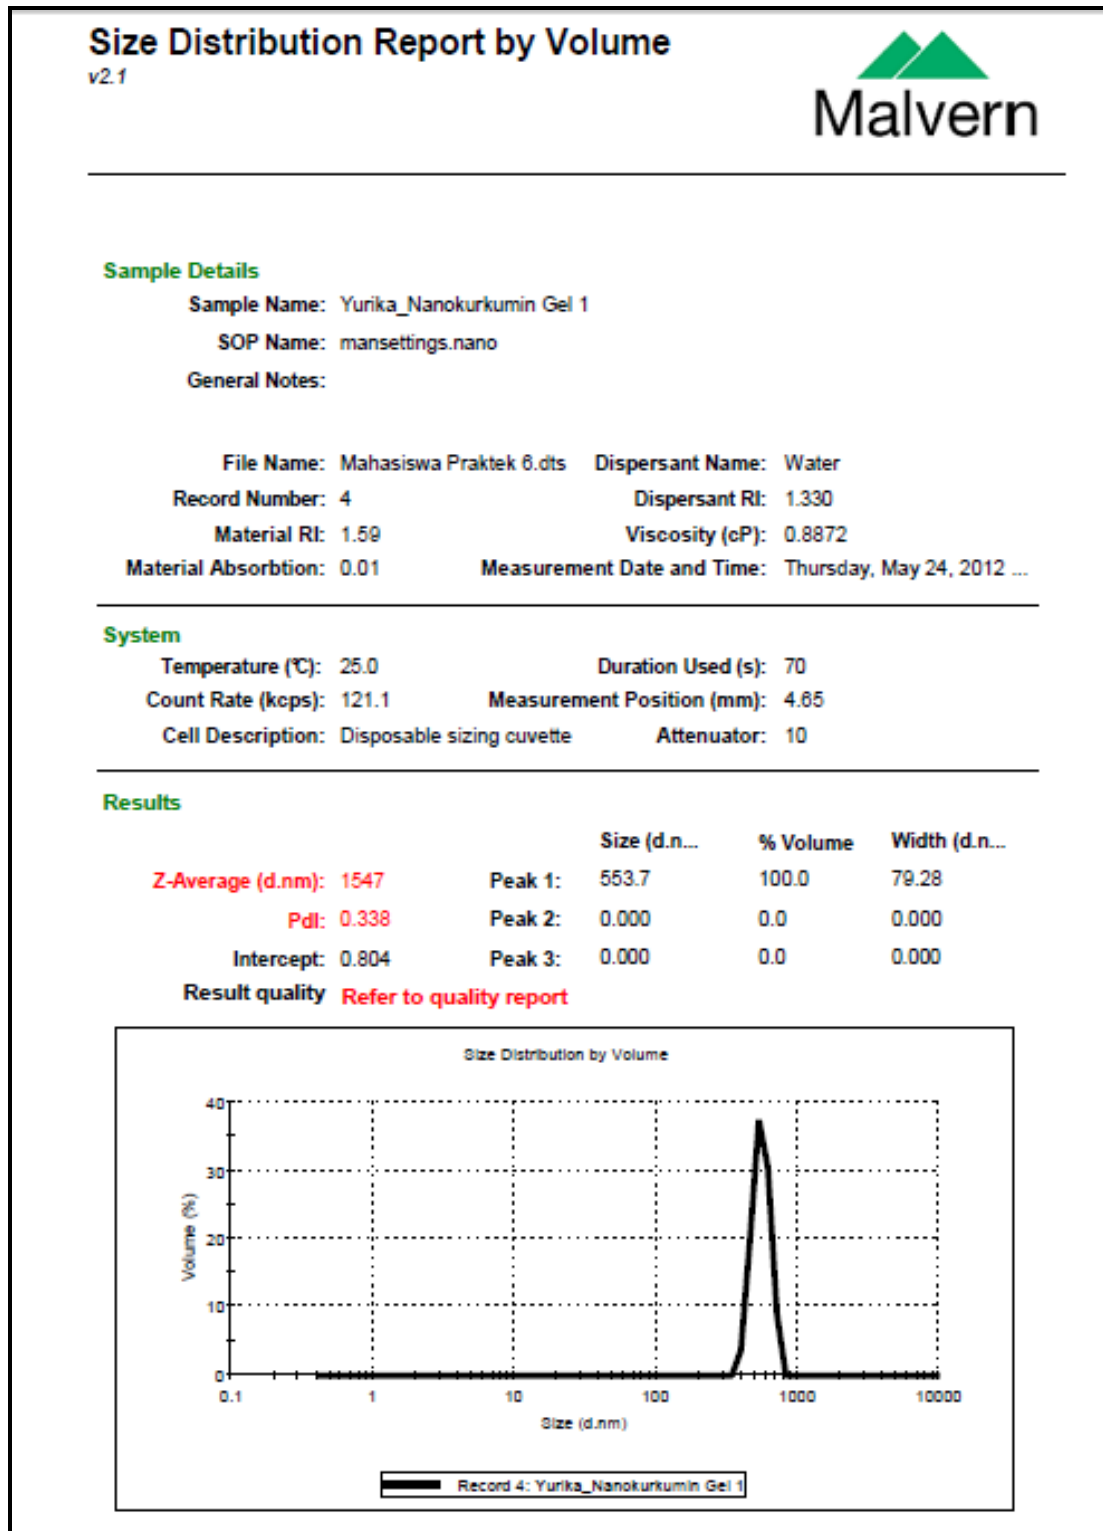 Size Distribution Report by Volume
v2.1
Malvern
Sample Details
Sample Name: Yurika_Nanokurkumin Gel 1
SOP Name: mansettings.nano
General Notes:
File Name: Mahasiswa Praktek 6.dts Dispersant Name: Water
Record Number: 4 Dispersant RI: 1.330
Material RI: 1.59 Viscosity (cP): 0.8872
Material Absorbtion: 0.01 Measurement Date and Time: Thursday, May 24, 2012 ...
System
Temperature (°C): 25.0 Duration Used (s): 70
Count Rate (kcps): 121.1 Measurement Position (mm): 4.65
Cell Description: Disposable sizing cuvette Attenuator: 10
Results
Size (d.n... % Volume Width (d.n...
Z-Average (d.nm): 1547 Peak 1: 553.7 100.0 79.28
PdI: 0.338 Peak 2: 0.000 0.0 0.000
Intercept: 0.804 Peak 3: 0.000 0.0 0.000
Result quality Refer to quality report
Size Distribution by Volume
Volume (%)
40
30
20
10
0
0.1 1 10 100 1000 10000
Size (d.nm)
Record 4: Yurika_Nanokurkumin Gel 1